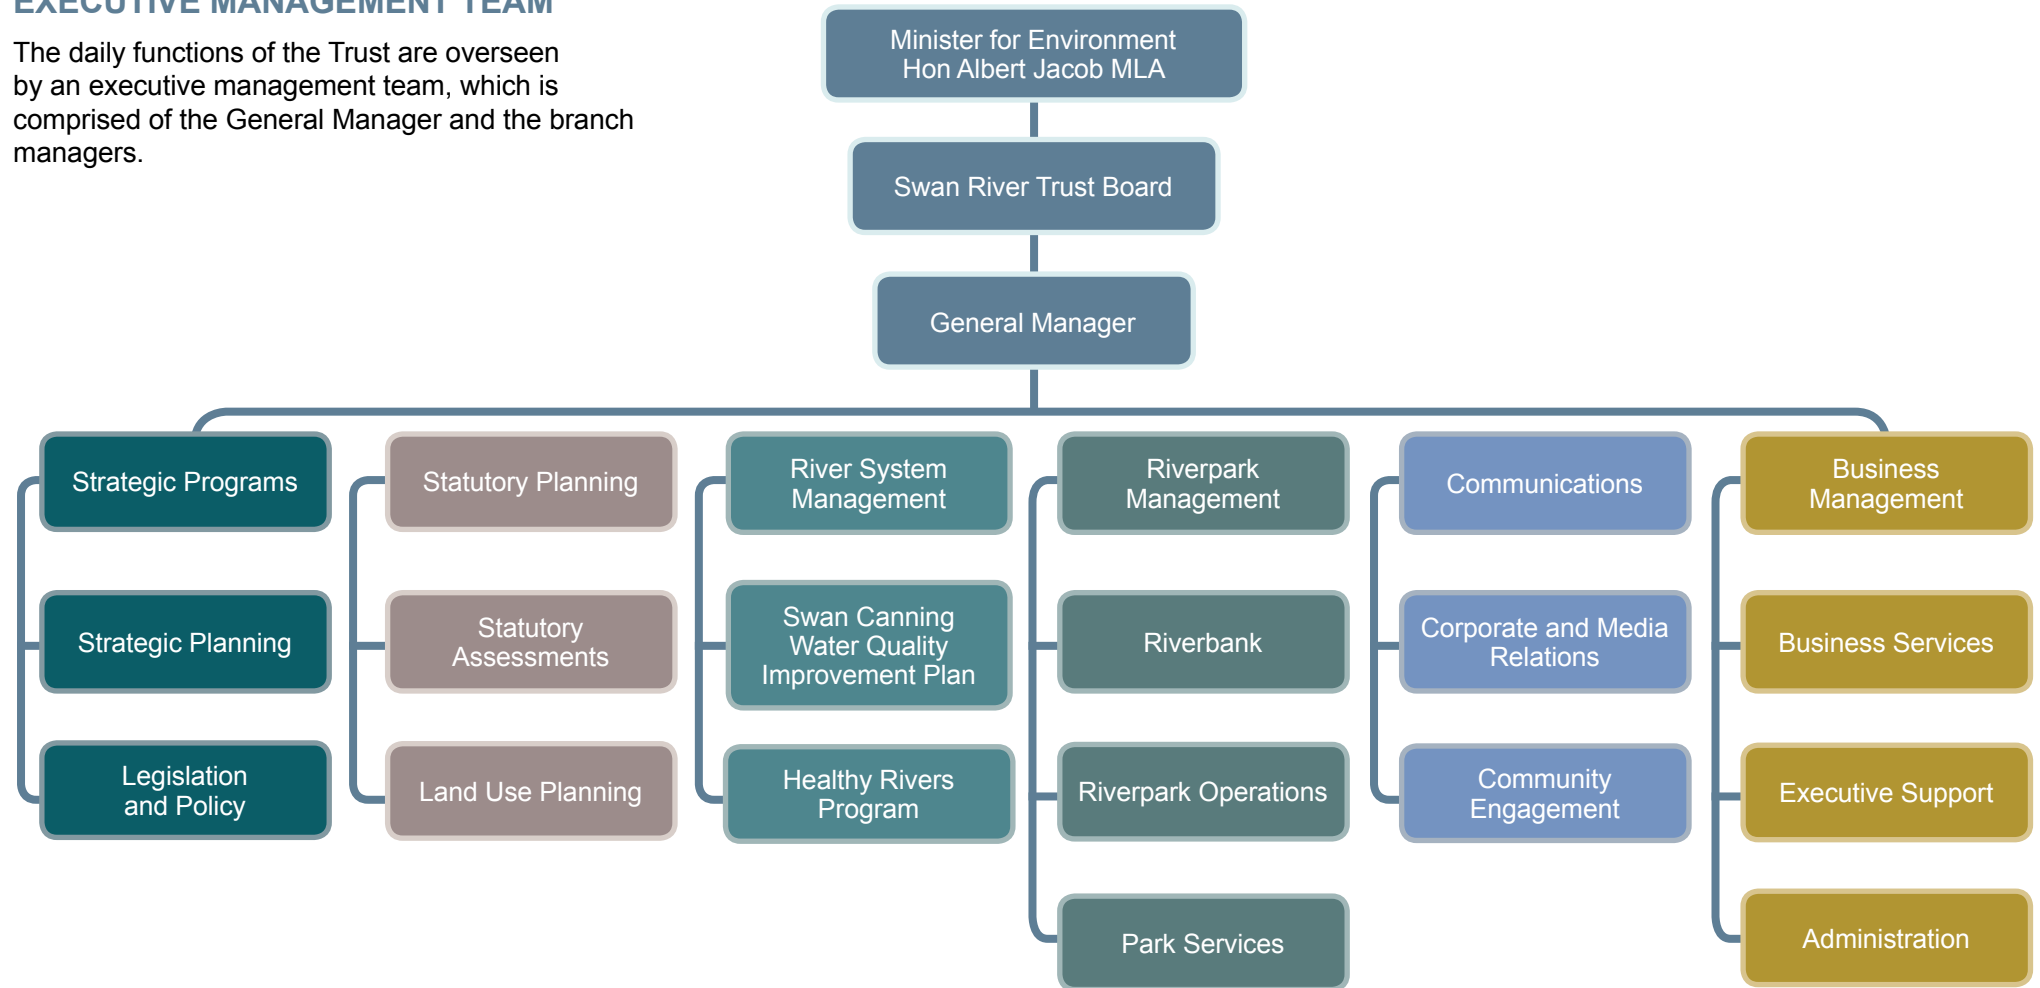 EXECUTIVE MANAGEMENT TEAM
The daily functions of the Trust are overseen
by an executive management team, which is
comprised of the General Manager and the branch
managers.
Minister for Environment
Hon Albert Jacob MLA
Swan River Trust Board
General Manager
Strategic Programs
Strategic Planning
Legislation
and Policy
Statutory Planning
Statutory
Assessments
Land Use Planning
River System
Management
Swan Canning
Water Quality
Improvement Plan
Healthy Rivers
Program
Riverpark
Management
Riverbank
Riverpark Operations
Park Services
Communications
Corporate and Media
Relations
Community
Engagement
Business
Management
Business Services
Executive Support
Administration